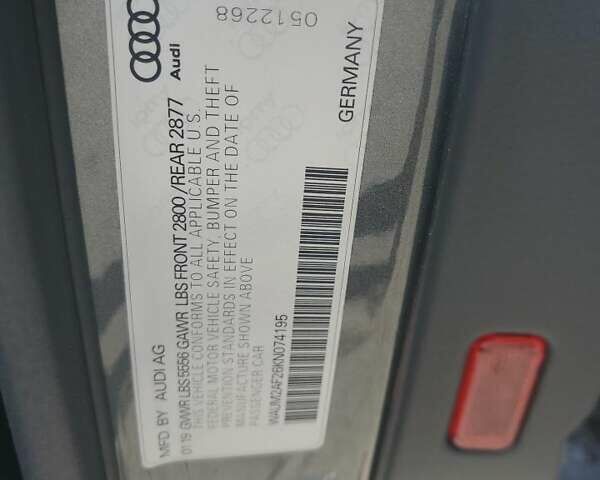 MFD. BY AUDI AG
Audi
01 19 GVWR LBS 5556 GAWR LBS FRONT 2800 /REAR 2877
THIS VEHICLE CONFORMS TO ALL APPLICABLE U.S.
FEDERAL MOTOR VEHICLE SAFETY, BUMPER AND THEFT
PREVENTION STANDARDS IN EFFECT ON THE DATE OF
MANUFACTURE SHOWN ABOVE
PASSENGER CAR
WAUM2AF26KN074195
0512268
GERMANY